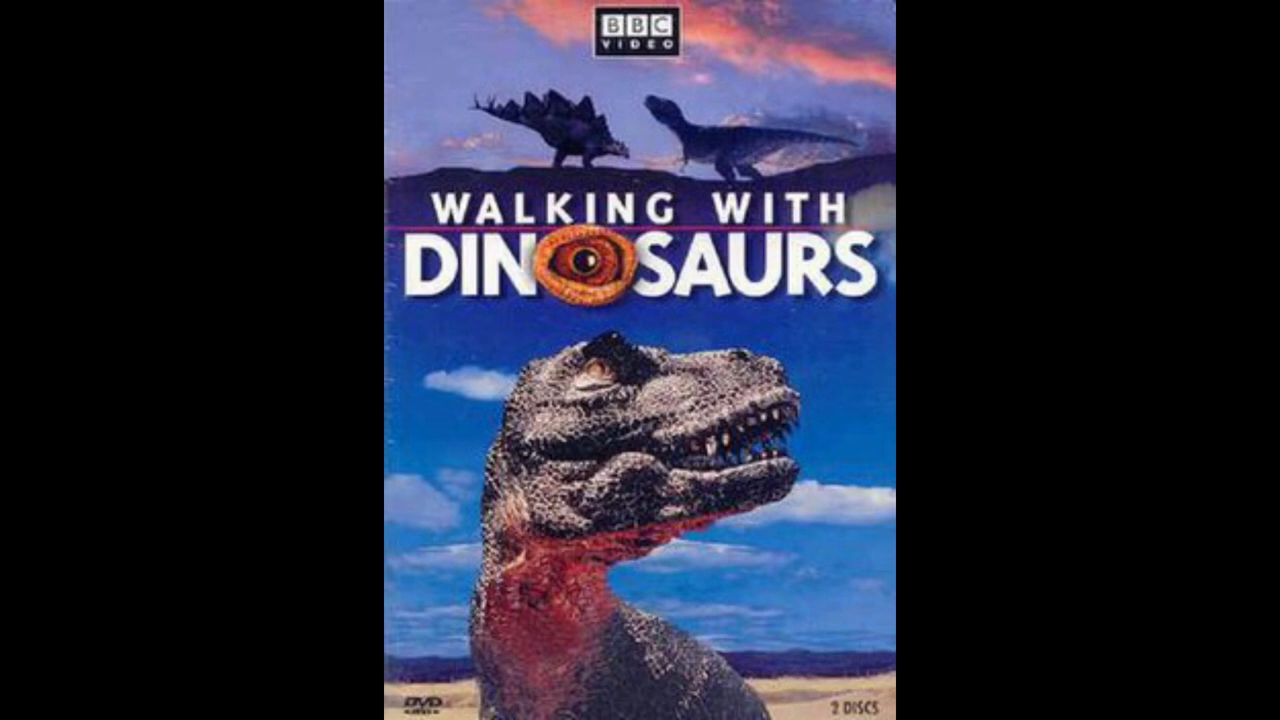 BBC
VIDEO
WALKING WITH
DINOSAURS
DVD
2 DISCS